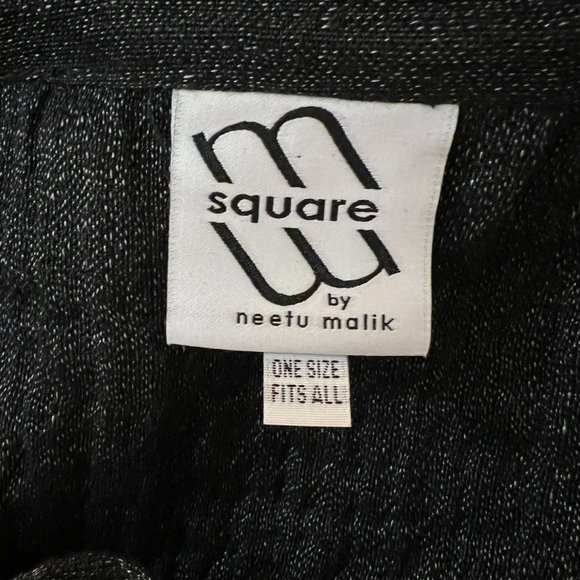 m
square
m
by
neetu malik
ONE SIZE
FITS ALL